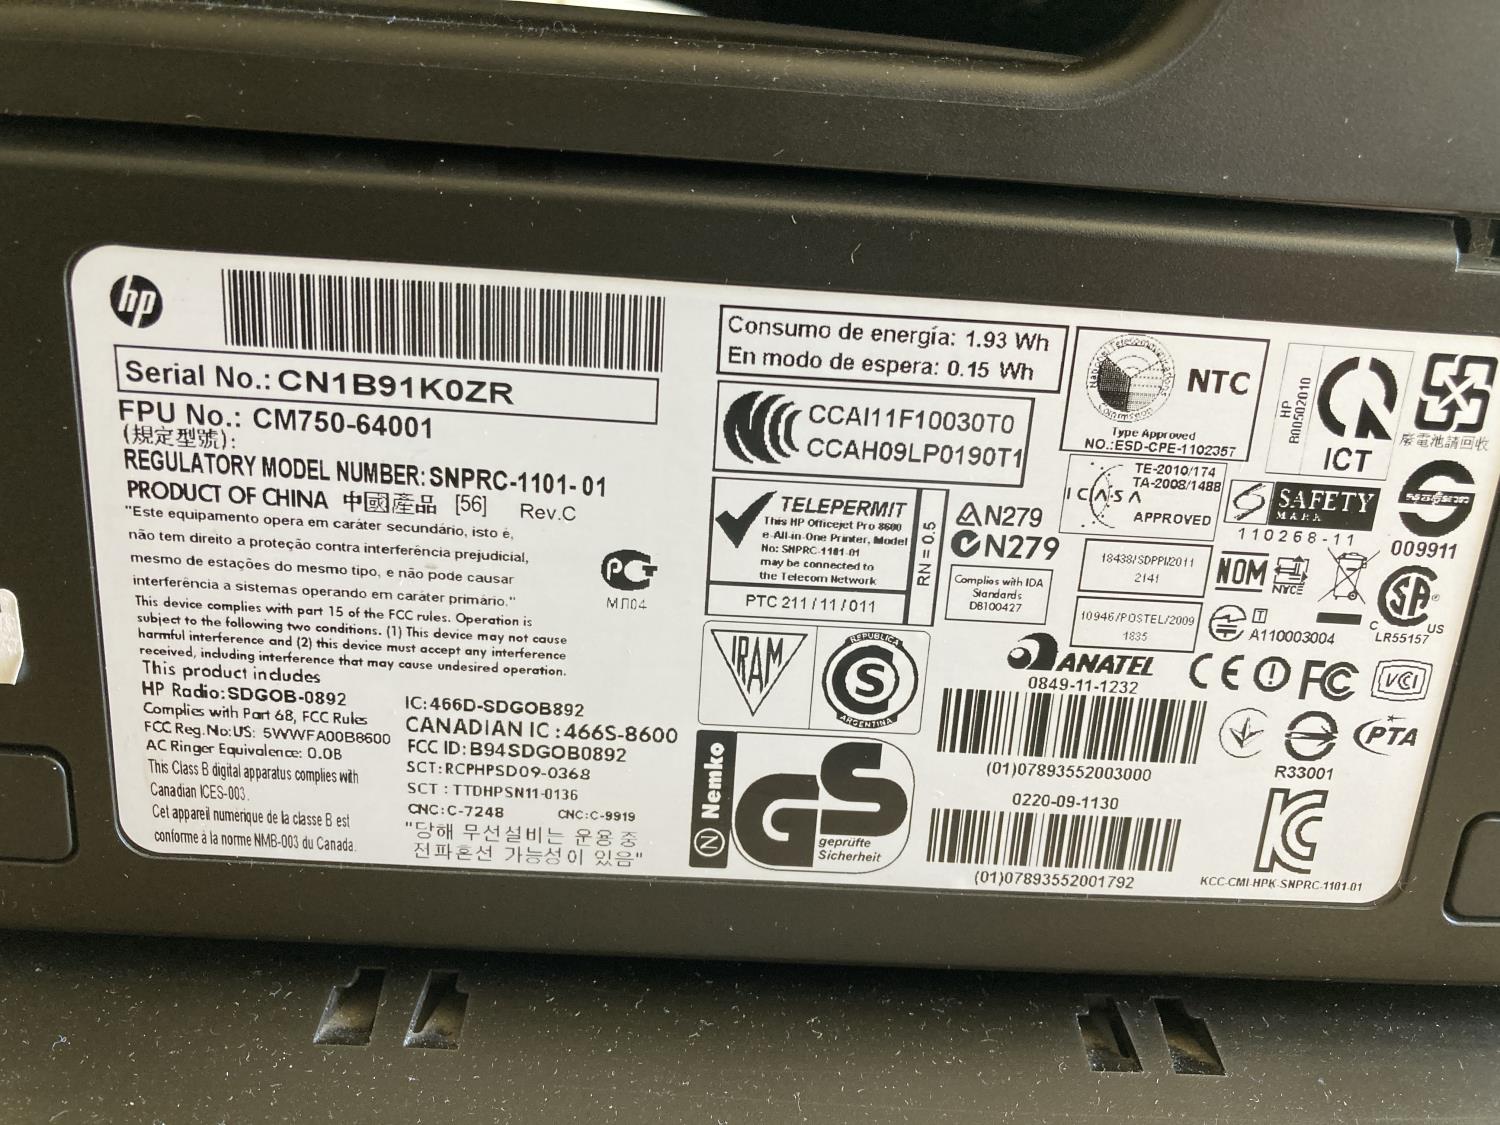 hp
Serial No.: CN1B91K0ZR
FPU No.: CM750-64001
(規定型號):
REGULATORY MODEL NUMBER: SNPRC-1101-01
PRODUCT OF CHINA 中國產品 [56] Rev.C
"Este equipamento opera em caráter secundário, isto é,
não tem direito a proteção contra interferência prejudicial,
mesmo de estações do mesmo tipo, e não pode causar
interferência a sistemas operando em caráter primário."
This device complies with part 15 of the FCC rules. Operation is
subject to the following two conditions. (1) This device may not cause
harmful interference and (2) this device must accept any interference
received, including interference that may cause undesired operation.
This product includes
HP Radio: SDGOB-0892
Complies with Part 68, FCC Rules
FCC Reg.No:US: 5WWFA00B8600
AC Ringer Equivalence: 0.0B
This Class B digital apparatus complies with
Canadian ICES-003.
Cet appareil numérique de la classe B est
conforme à la norme NMB-003 du Canada.
IC: 466D-SDGOB892
CANADIAN IC : 466S-8600
FCC ID: B94SDGOB0892
SCT: RCPHPSD09-0368
SCT : TTDHPSN11-0136
CNC: C-7248 CNC: C-9919
"당해 무선설비는 운용 중
전파혼선 가능성이 있음"
РСТ
МП04
Consumo de energía: 1.93 Wh
En modo de espera: 0.15 Wh
CCAI11F10030T0
CCAH09LP0190T1
TELEPERMIT
This HP Officejet Pro 8600
e-All-in-One Printer, Model
No: SNPRC-1101-01
may be connected to
the Telecom Network
PTC 211/11/011
RN = 0.5
N279
N279
Complies with IDA
Standards
DB100427
IRAM
REPUBLICA
S
ARGENTINA
N Nemko
GS
geprüfte
Sicherheit
NTC
Type Approved
NO.:ESD-CPE-1102357
ICASA
TE-2010/174
TA-2008/1488
APPROVED
18438/SDPPI/2011
2141
10946/POSTEL/2009
1835
ANATEL
0849-11-1232
(01)07893552003000
0220-09-1130
(01)07893552001792
HP
RM0502010
ICT
廢電池請回收
SAFETY
MARK
110268-11
009911
NOM
NYCE
T
A110003004
C SA US
LR55157
CE FC VCI
R33001
PTA
KCC-CMI-HPK-SNPRC-1101-01